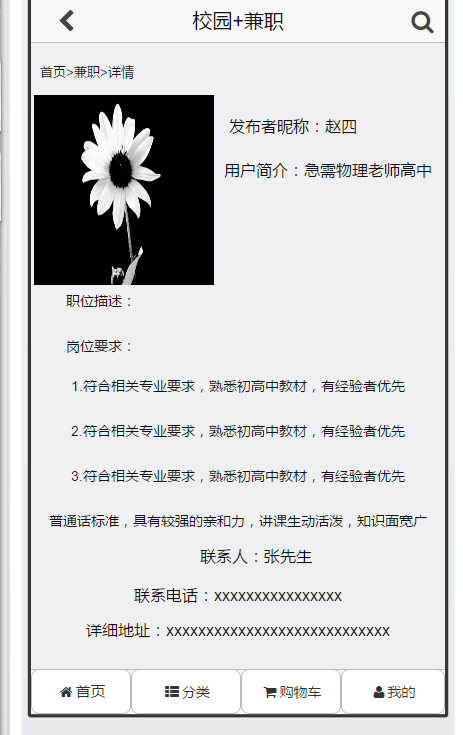 校园+兼职
首页>兼职>详情
发布者昵称：赵四
用户简介：急需物理老师高中
职位描述：
岗位要求：
1.符合相关专业要求，熟悉初高中教材，有经验者优先
2.符合相关专业要求，熟悉初高中教材，有经验者优先
3.符合相关专业要求，熟悉初高中教材，有经验者优先
普通话标准，具有较强的亲和力，讲课生动活泼，知识面宽广
联系人：张先生
联系电话：xxxxxxxxxxxxxxxx
详细地址：xxxxxxxxxxxxxxxxxxxxxxxxxxxx
首页 分类 购物车 我的